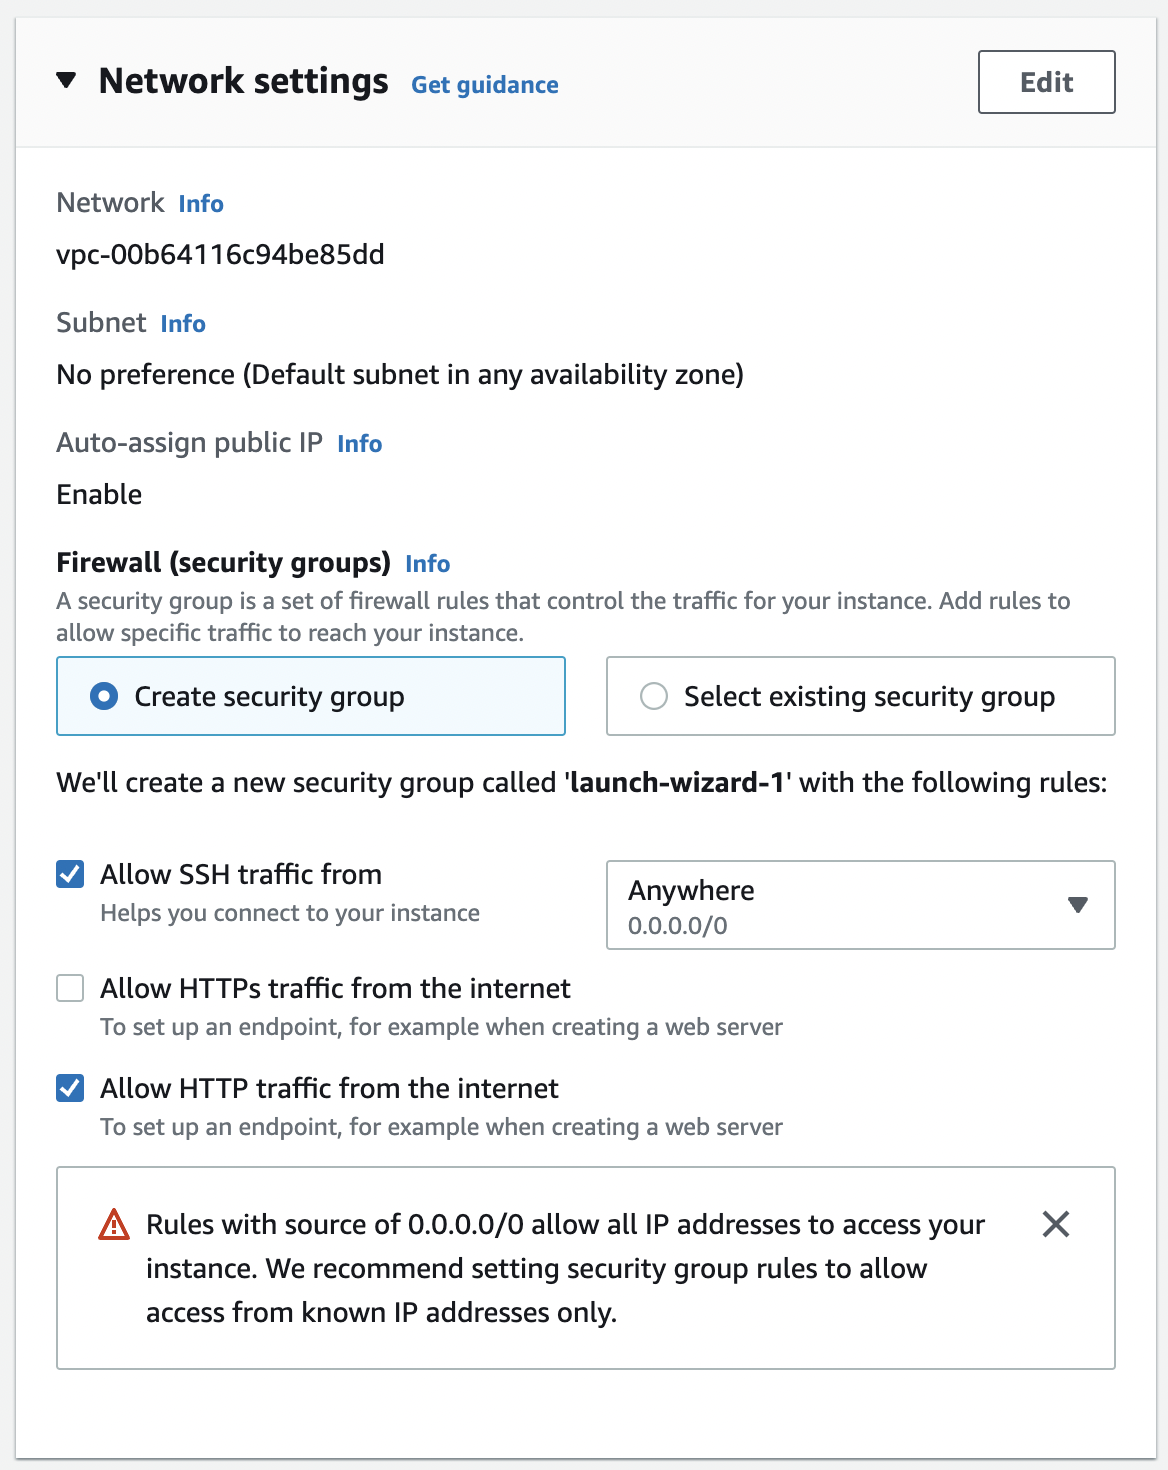 Network settings Get guidance
Edit
Network Info
vpc-00b64116c94be85dd
Subnet Info
No preference (Default subnet in any availability zone)
Auto-assign public IP Info
Enable
Firewall (security groups) Info
A security group is a set of firewall rules that control the traffic for your instance. Add rules to
allow specific traffic to reach your instance.
Create security group
Select existing security group
We'll create a new security group called 'launch-wizard-1' with the following rules:
Allow SSH traffic from
Helps you connect to your instance
Anywhere
0.0.0.0/0
Allow HTTPs traffic from the internet
To set up an endpoint, for example when creating a web server
Allow HTTP traffic from the internet
To set up an endpoint, for example when creating a web server
Rules with source of 0.0.0.0/0 allow all IP addresses to access your
instance. We recommend setting security group rules to allow
access from known IP addresses only.